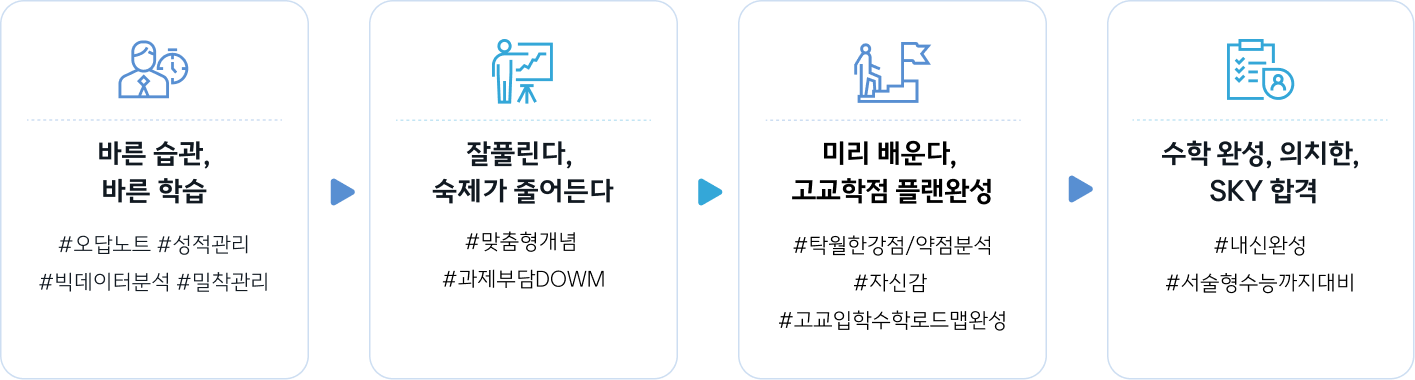 바른 습관,
바른 학습
#오답노트 #성적관리
#빅데이터분석 #밀착관리
잘풀린다,
숙제가 줄어든다
#맞춤형개념
#과제부담DOWM
미리 배운다,
고교학점 플랜완성
#탁월한강점/약점분석
#자신감
#고교입학수학로드맵완성
수학 완성, 의치한,
SKY 합격
#내신완성
#서술형수능까지대비